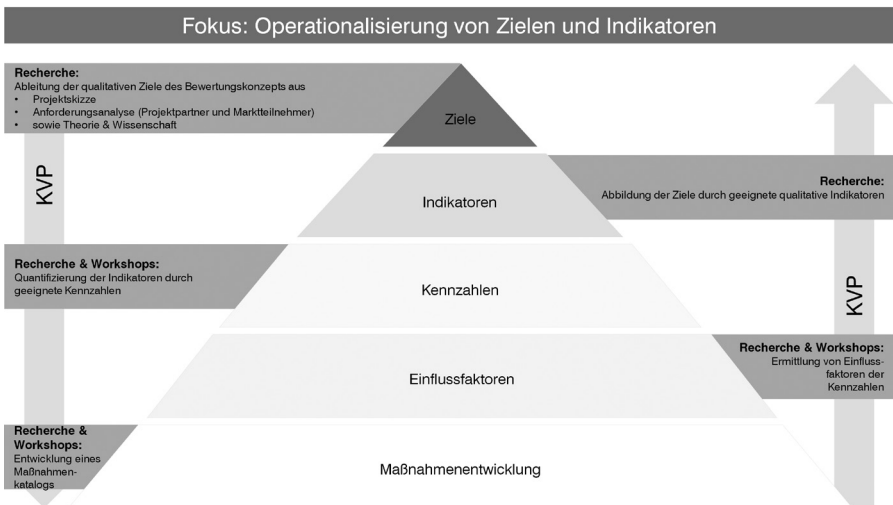 Fokus: Operationalisierung von Zielen und Indikatoren
Recherche:
Ableitung der qualitativen Ziele des Bewertungskonzepts aus
• Projektskizze
• Anforderungsanalyse (Projektpartner und Marktteilnehmer)
• sowie Theorie & Wissenschaft
Ziele
KVP
Recherche:
Abbildung der Ziele durch geeignete qualitative Indikatoren
Indikatoren
Recherche & Workshops:
Quantifizierung der Indikatoren durch
geeignete Kennzahlen
Kennzahlen
KVP
Recherche & Workshops:
Ermittlung von Einfluss-
faktoren der
Kennzahlen
Einflussfaktoren
Recherche &
Workshops:
Entwicklung eines
Maßnahmen-
katalogs
Maßnahmenentwicklung